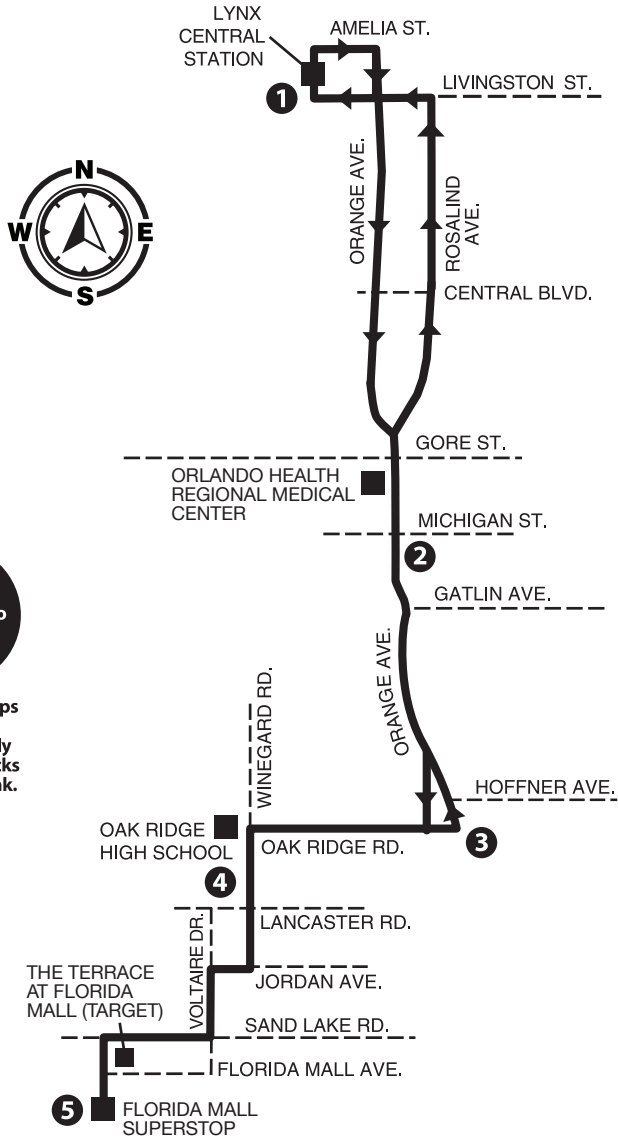 LYNX
CENTRAL
STATION
AMELIA ST.
1
LIVINGSTON ST.
N
W
E
S
ORANGE AVE.
ROSALIND
AVE.
CENTRAL BLVD.
GORE ST.
ORLANDO HEALTH
REGIONAL MEDICAL
CENTER
MICHIGAN ST.
2
GATLIN AVE.
ORANGE AVE.
WINEGARD RD.
HOFFNER AVE.
OAK RIDGE
HIGH SCHOOL
OAK RIDGE RD.
3
4
LANCASTER RD.
VOLTAIRE DR.
JORDAN AVE.
THE TERRACE
AT FLORIDA
MALL (TARGET)
SAND LAKE RD.
FLORIDA MALL AVE.
5
FLORIDA MALL
SUPERSTOP